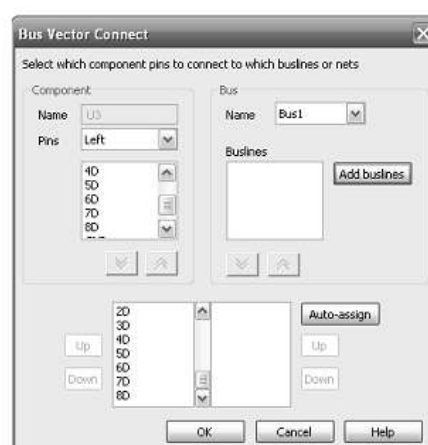 Bus Vector Connect
Select which component pins to connect to which buslines or nets
Component
Name U3
Pins Left
4D
5D
6D
7D
8D
Bus
Name Bus1
Buslines
Add buslines
2D
3D
4D
5D
6D
7D
8D
Auto-assign
Up
Down
Up
Down
OK Cancel Help